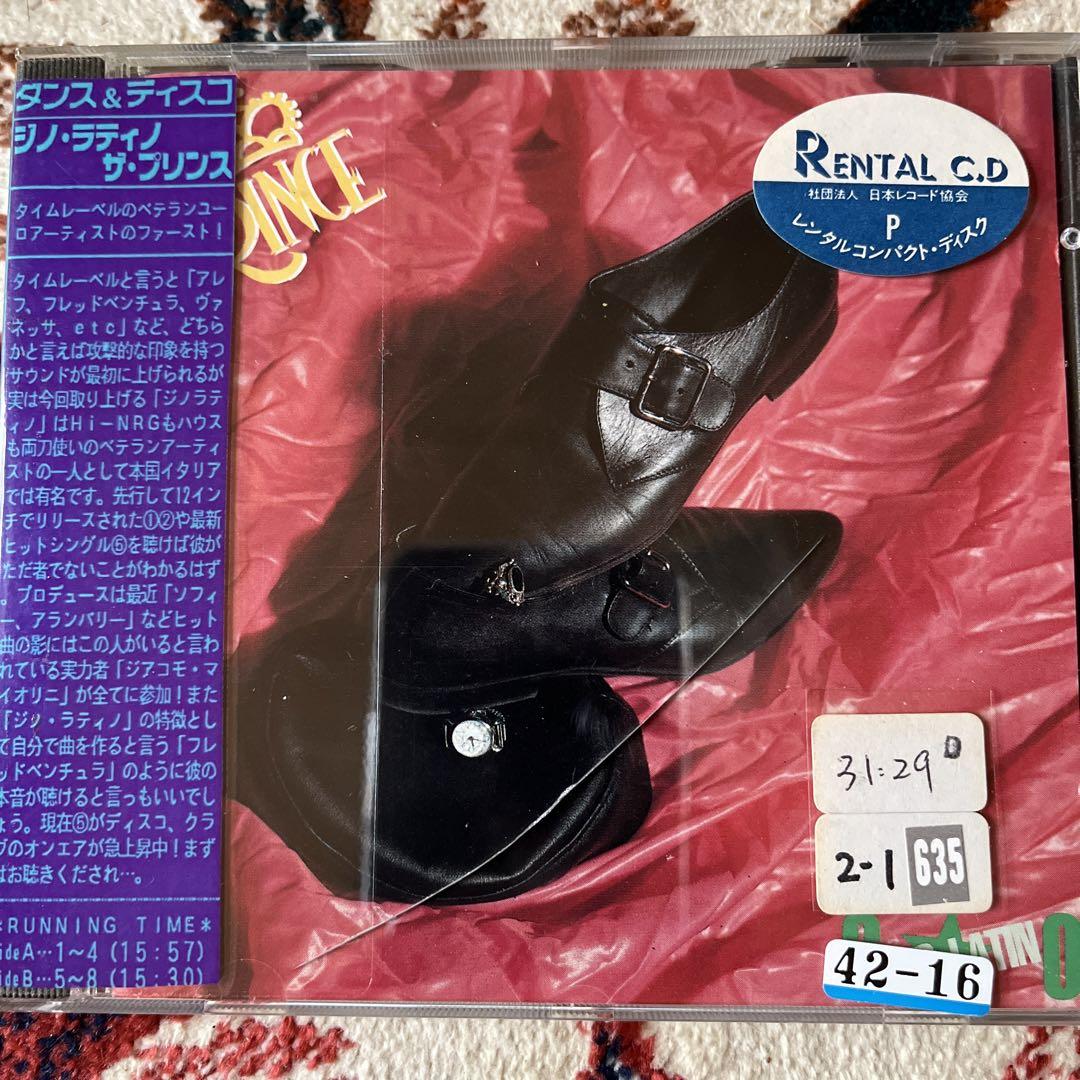 ダンス&ディスコ
ジノ・ラティノ
ザ・プリンス
タイムレーベルのベテランユー
ロアーティストのファースト!
タイムレーベルと言うと「アレ
フ、フレッドベンチュラ、ヴァ
ネッサ、etc」など、どちら
かと言えば攻撃的な印象を持つ
サウンドが最初に上げられるが
実は今回取り上げる「ジノラテ
ィノ」はHi-NRGもハウス
も両刀使いのベテランアーティ
ストの一人として本国イタリア
では有名です。先行して12イン
チでリリースされた①②や最新
ヒットシングル⑤を聴けば彼が
ただ者でないことがわかるはず
。プロデュースは最近「ソフィ
ー、アランバリー」などヒット
曲の影にはこの人がいると言わ
れている実力者「ジアコモ・マ
イオリニ」が全てに参加!また
「ジノ・ラティノ」の特徴とし
て自分で曲を作ると言う「フレ
ッドベンチュラ」のように彼の
本音が聴けると言っもいいでし
ょう。現在⑤がディスコ、クラ
ブのオンエアが急上昇中!まず
はお聴きくだされ…。
*RUNNING TIME*
SideA…1~4(15:57)
SideB…5~8(15:30)
RENTAL C.D
社団法人 日本レコード協会
P
レンタルコンパクト・ディスク
31:29 D
2-1 635
LATINO
42-16